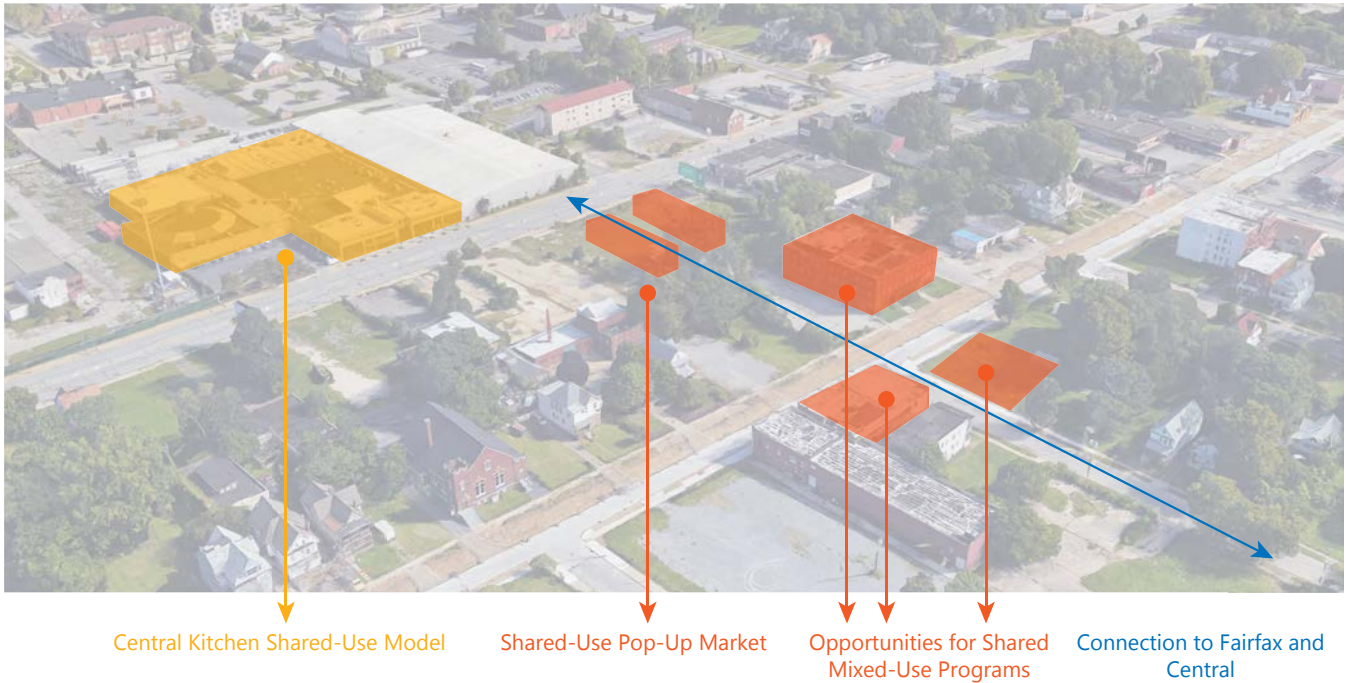 Central Kitchen Shared-Use Model
Shared-Use Pop-Up Market
Opportunities for Shared
Mixed-Use Programs
Connection to Fairfax and
Central